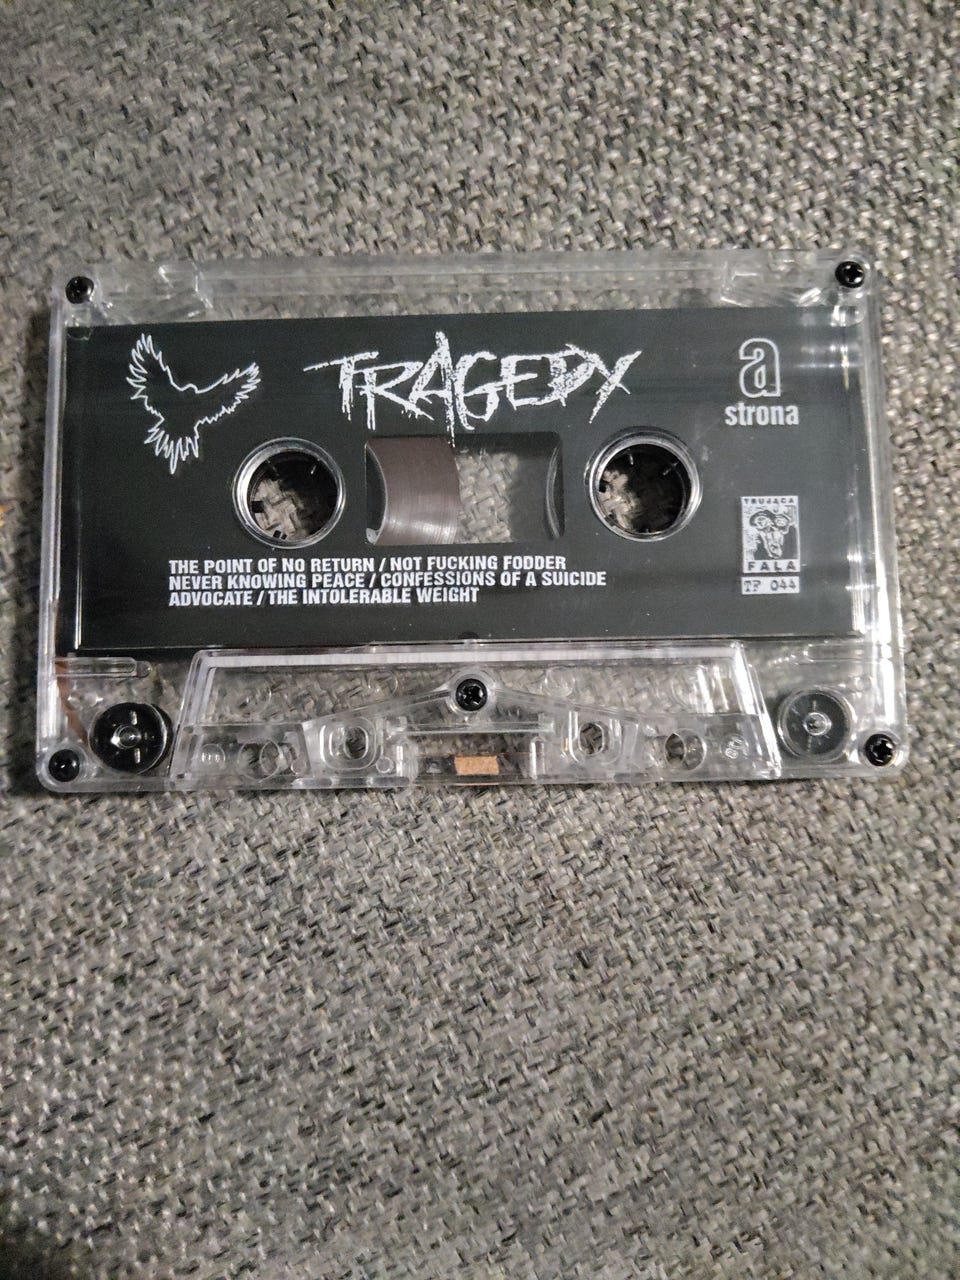 TRAGEDY
a
strona
THE POINT OF NO RETURN / NOT FUCKING FODDER
NEVER KNOWING PEACE / CONFESSIONS OF A SUICIDE
ADVOCATE / THE INTOLERABLE WEIGHT
TRUJĄCA
FALA
TF 044